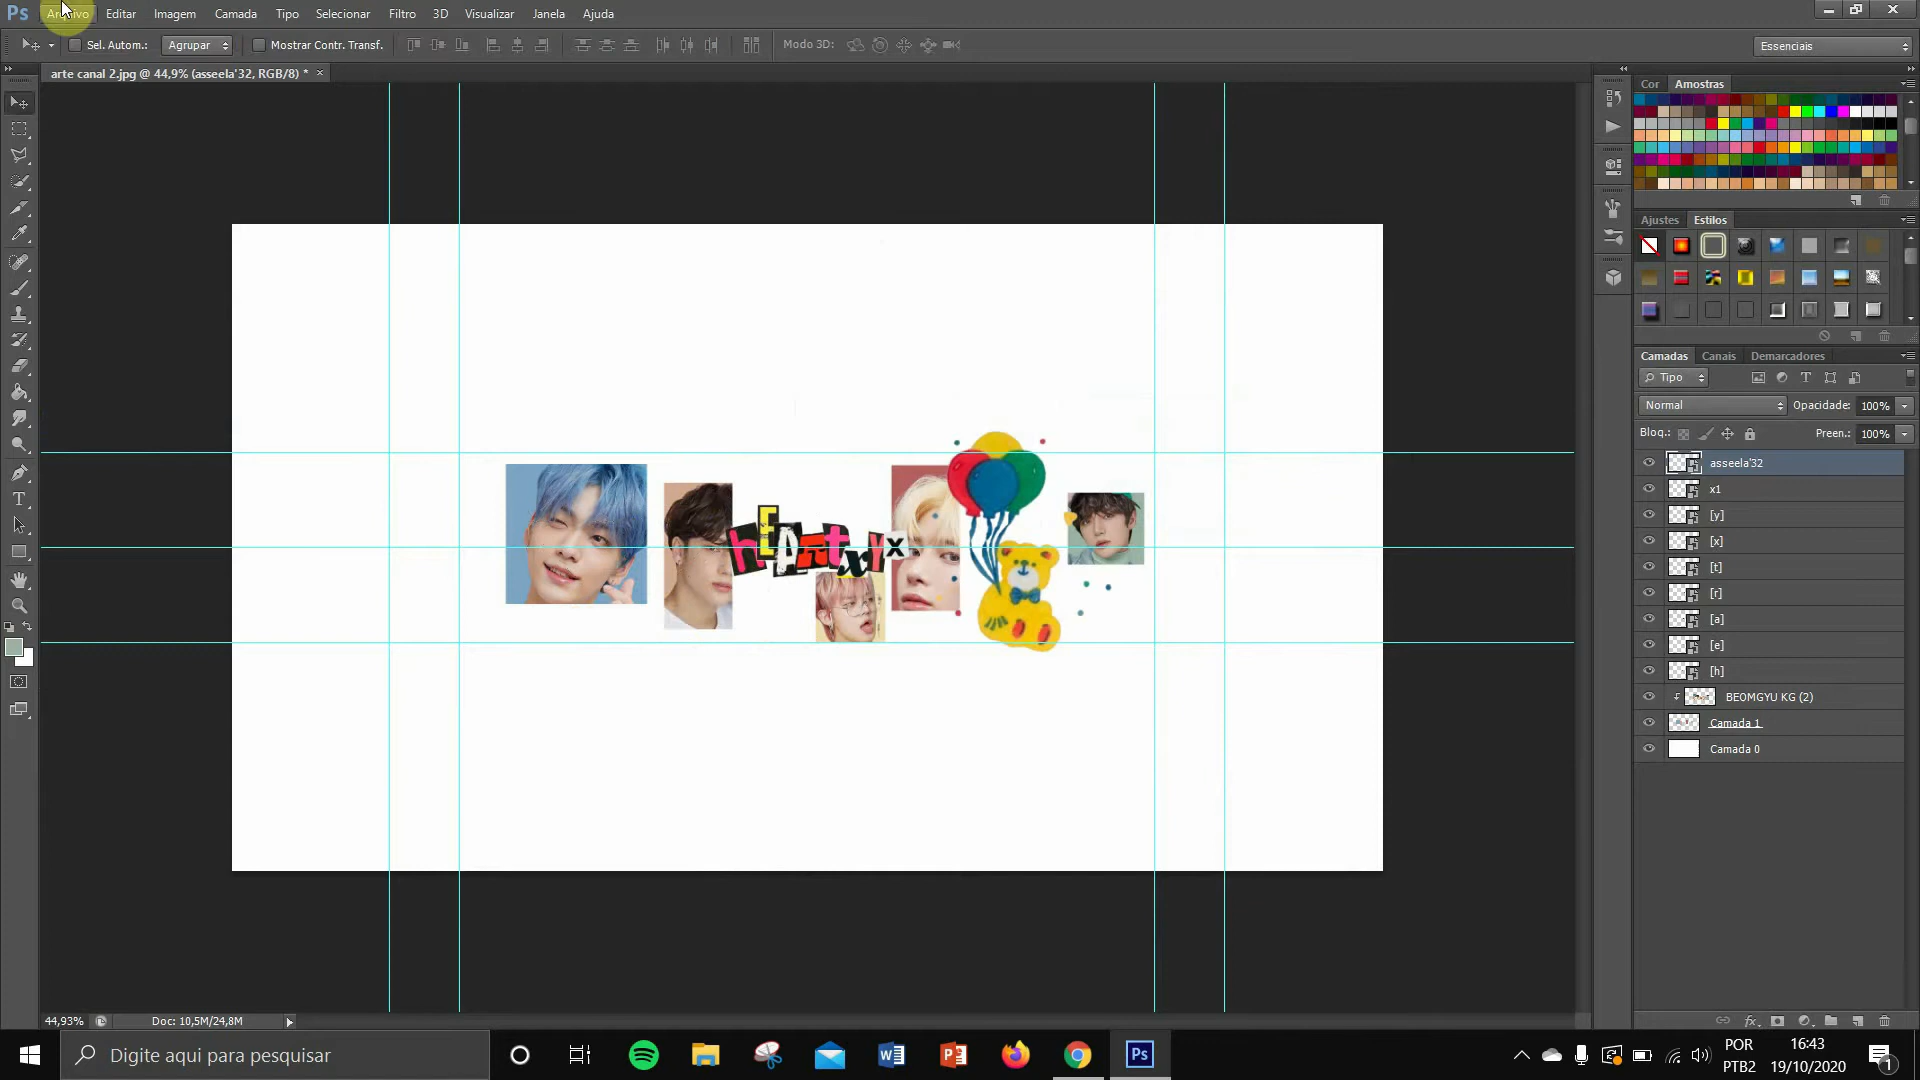 Ps Arquivo Editar Imagem Camada Tipo Selecionar Filtro 3D Visualizar Janela Ajuda
Sel. Autom.: Agrupar Mostrar Contr. Transf. Modo 3D: Essenciais
arte canal 2.jpg @ 44,9% (asseela'32, RGB/8) * ×
Cor Amostras
Ajustes Estilos
Camadas Canais Demarcadores
Tipo
Normal Opacidade: 100%
Bloq.: Preen.: 100%
asseela'32
x1
[y]
[x]
[t]
[r]
[a]
[e]
[h]
BEOMGYU KG (2)
Camada 1
Camada 0
hEARTxyx
44,93% Doc: 10,5M/24,8M
Digite aqui para pesquisar
POR
PTB2
16:43
19/10/2020
1